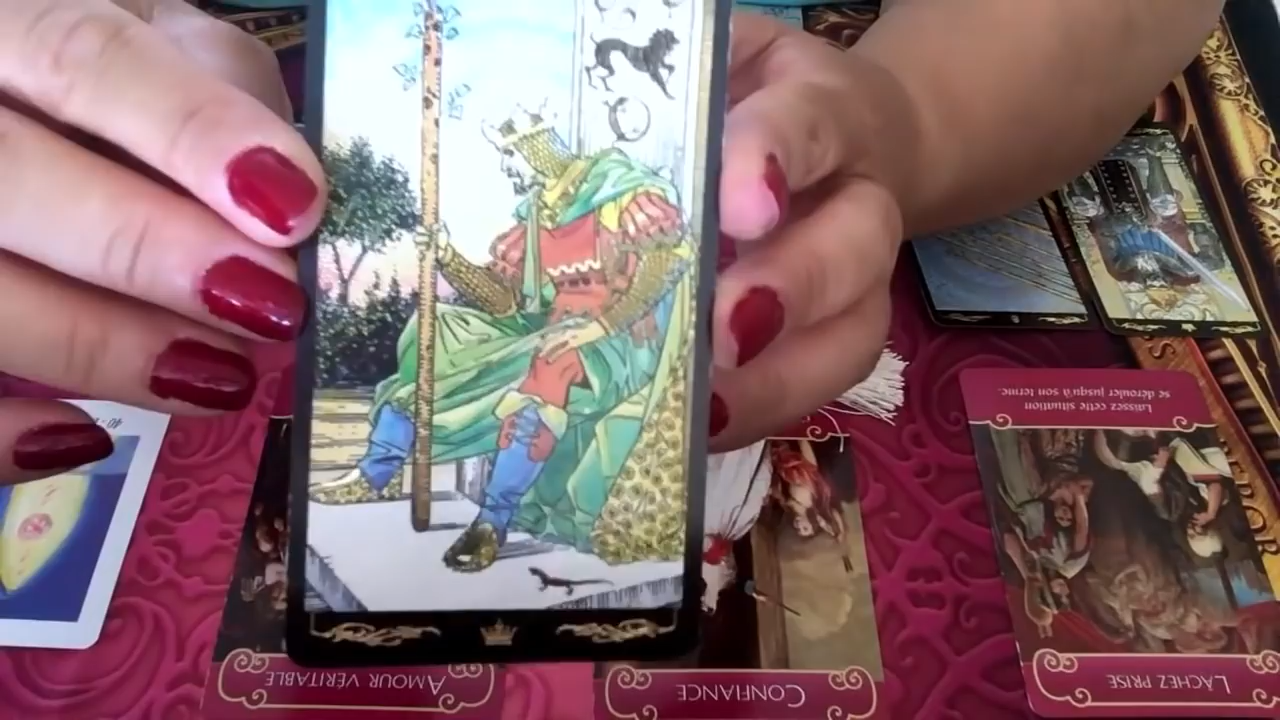 Laissez cette situation
se dérouler jusqu'à son terme.
AMOUR VÉRITABLE
CONFIANCE
LÂCHEZ PRISE